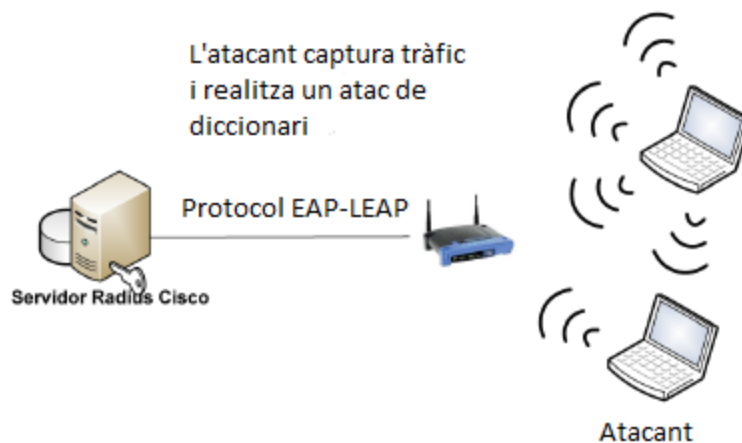 L'atacant captura tràfic
i realitza un atac de
diccionari
Protocol EAP-LEAP
Servidor Radius Cisco
Atacant